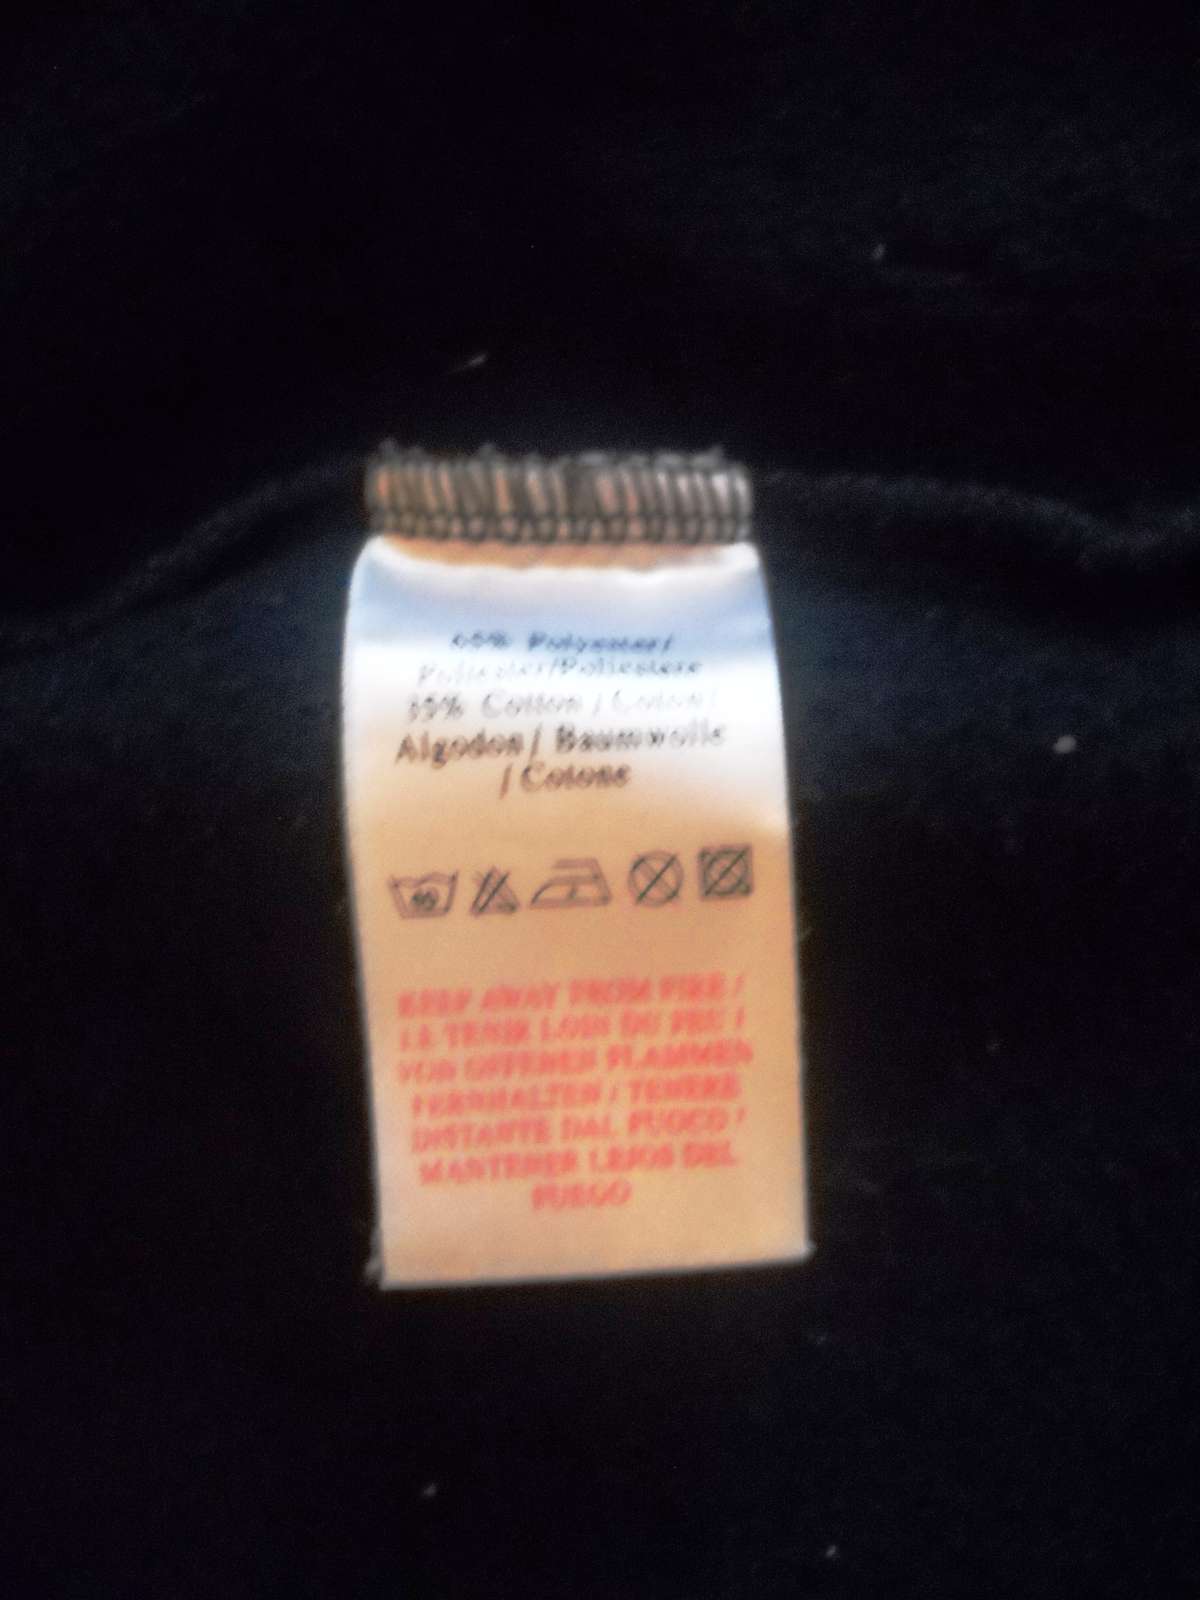 65% Polyester/
Poliester/Poliestere
35% Cotton / Coton/
Algodon / Baumwolle
/ Cotone
KEEP AWAY FROM FIRE /
LE TENIR LOIN DU FEU /
VON OFFENEN FLAMMEN
FERNHALTEN / TENERE
DISTANTE DAL FUOCO /
MANTENER LEJOS DEL
FUEGO